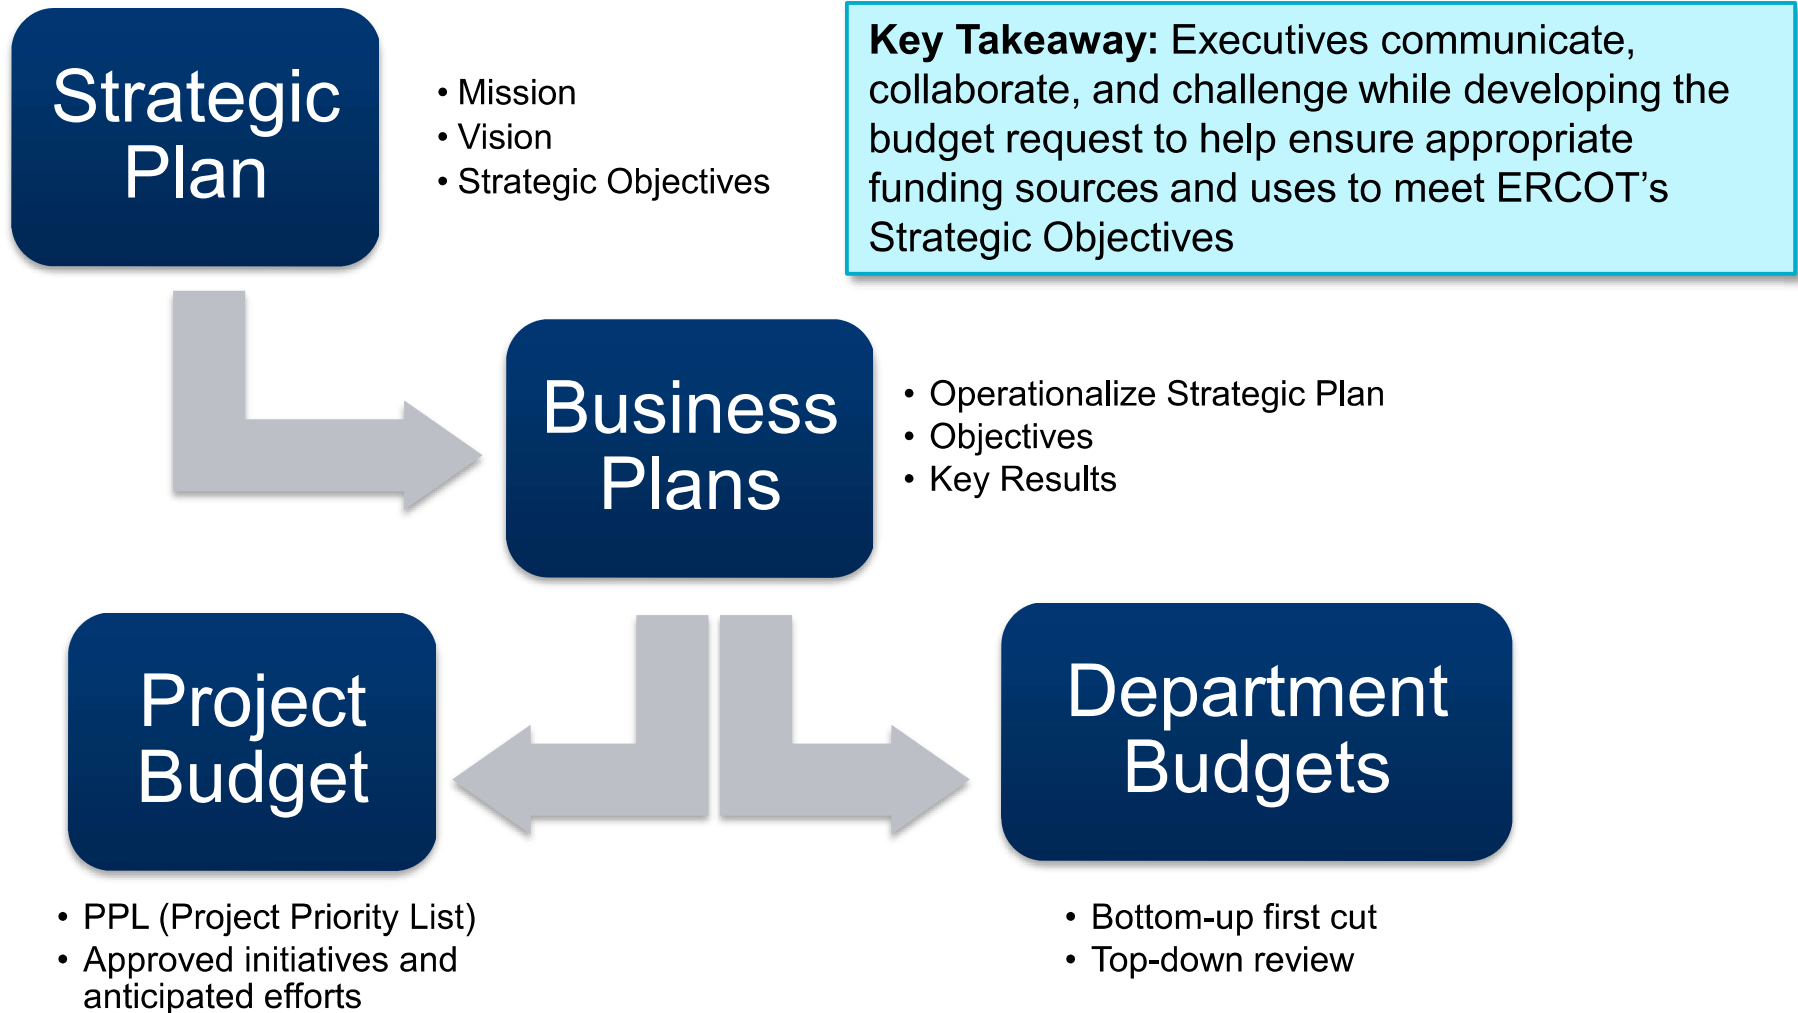 Strategic
Plan
• Mission
• Vision
• Strategic Objectives
Key Takeaway: Executives communicate,
collaborate, and challenge while developing the
budget request to help ensure appropriate
funding sources and uses to meet ERCOT’s
Strategic Objectives
Business
Plans
• Operationalize Strategic Plan
• Objectives
• Key Results
Project
Budget
• PPL (Project Priority List)
• Approved initiatives and
anticipated efforts
Department
Budgets
• Bottom-up first cut
• Top-down review